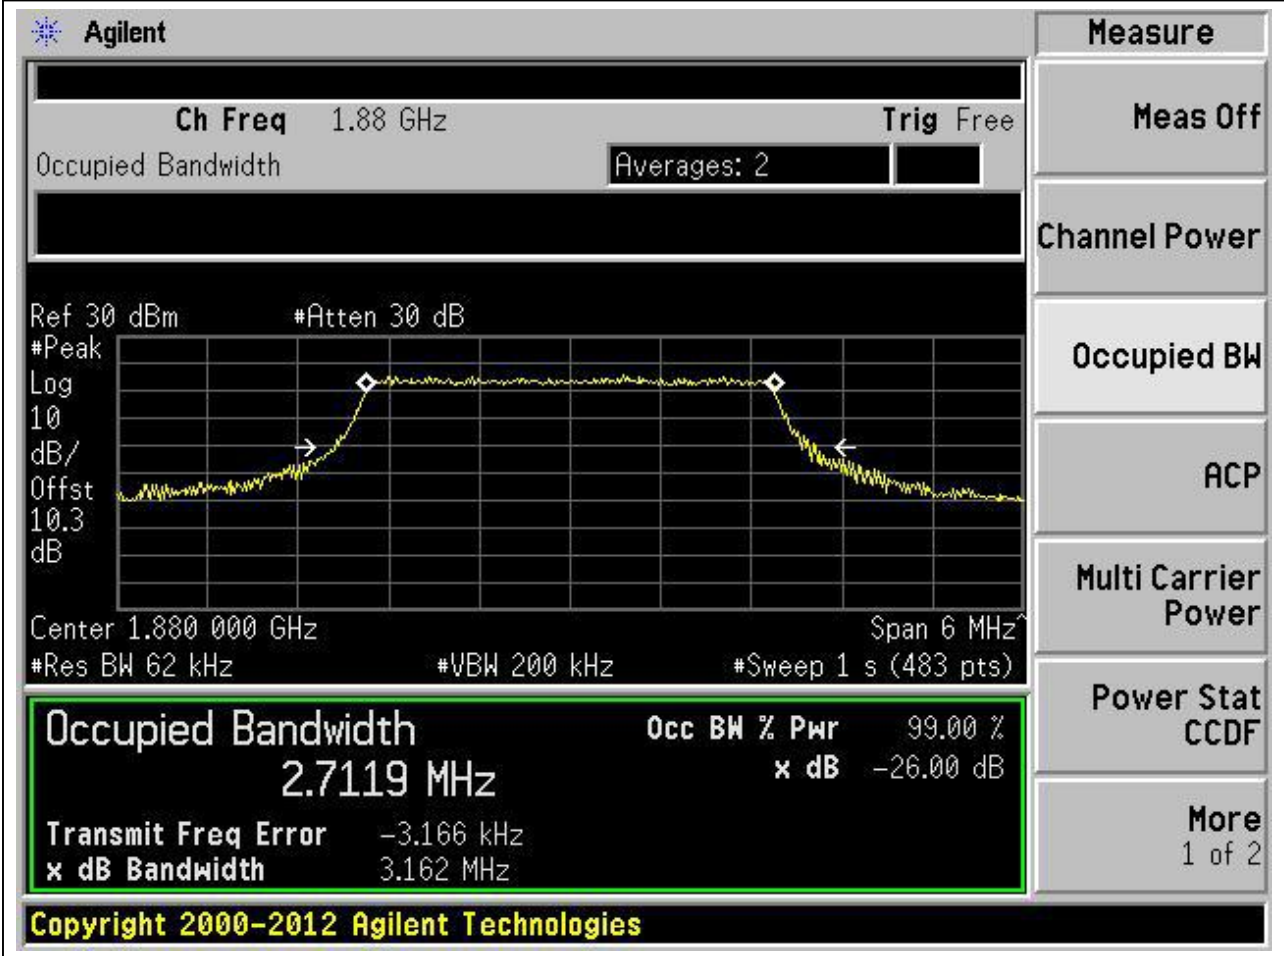 Agilent
Measure
Ch Freq 1.88 GHz Trig Free
Occupied Bandwidth Averages: 2
Meas Off
Channel Power
Occupied BW
ACP
Multi Carrier
Power
Power Stat
CCDF
More
1 of 2
Ref 30 dBm #Atten 30 dB
#Peak
Log
10
dB/
Offst
10.3
dB
Center 1.880 000 GHz Span 6 MHz^
#Res BW 62 kHz #VBW 200 kHz #Sweep 1 s (483 pts)
Occupied Bandwidth Occ BW % Pwr 99.00 %
2.7119 MHz x dB -26.00 dB
Transmit Freq Error -3.166 kHz
x dB Bandwidth 3.162 MHz
Copyright 2000-2012 Agilent Technologies